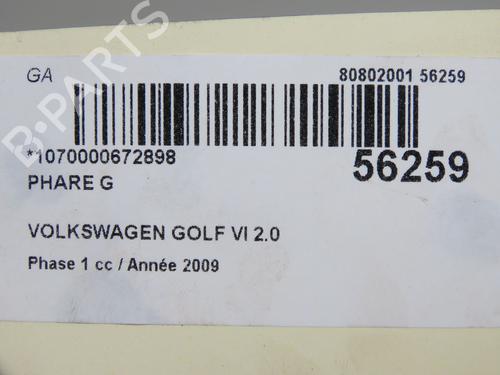 GA
80802001 56259
*1070000672898
56259
PHARE G
VOLKSWAGEN GOLF VI 2.0
Phase 1 cc / Année 2009
B-PARTS